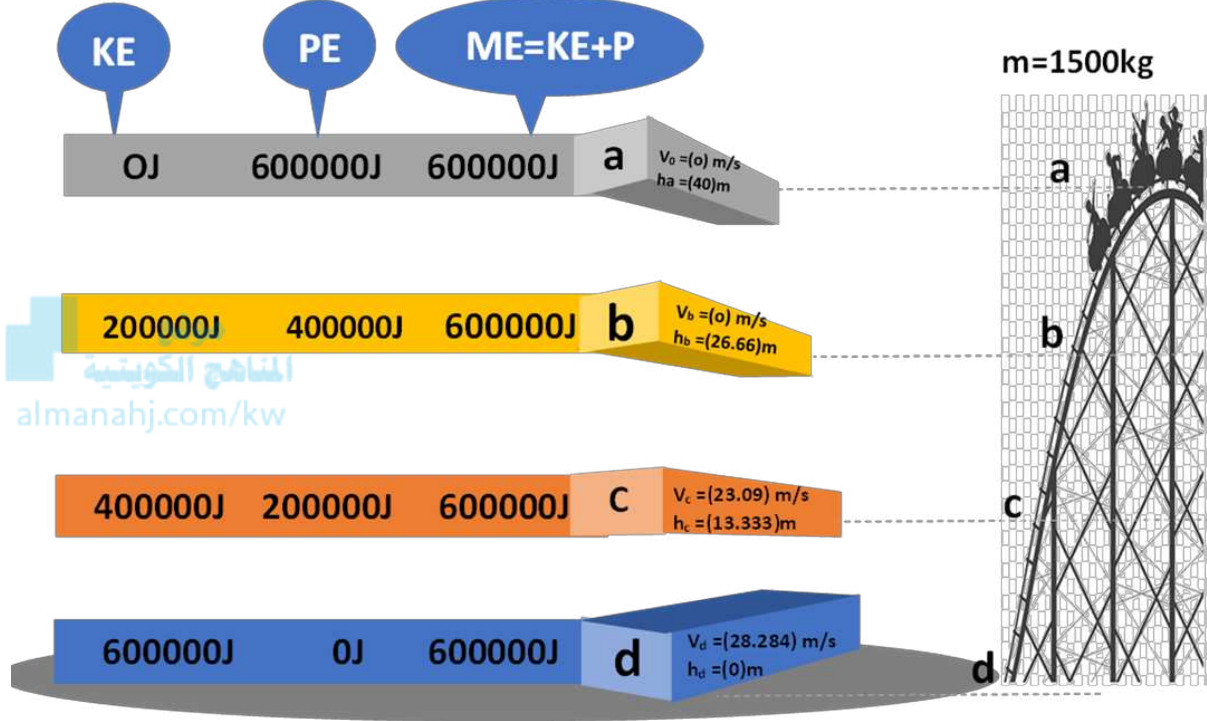 KE
PE
ME=KE+P
m=1500kg
OJ 600000J 600000J a
V₀ =(o) m/s
ha =(40)m
a
200000J 400000J 600000J b
V_b =(o) m/s
h_b =(26.66)m
b
المناهج الكويتية
almanahj.com/kw
400000J 200000J 600000J C
V_c =(23.09) m/s
h_c =(13.333)m
c
600000J 0J 600000J d
V_d =(28.284) m/s
h_d =(0)m
d